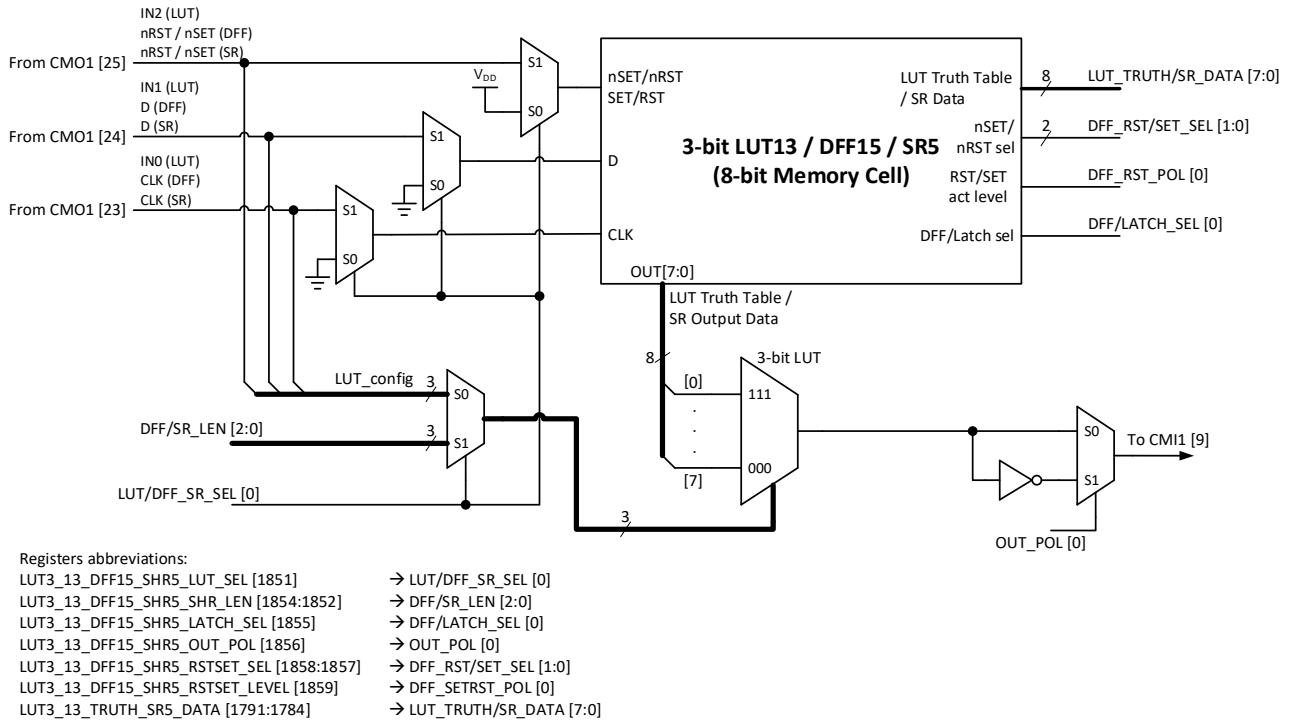 IN2 (LUT)
nRST / nSET (DFF)
nRST / nSET (SR)
From CMO1 [25]
IN1 (LUT)
D (DFF)
D (SR)
From CMO1 [24]
IN0 (LUT)
CLK (DFF)
CLK (SR)
From CMO1 [23]
S1
VDD
S0
S1
S0
S1
S0
nSET/nRST
SET/RST
D
CLK
3-bit LUT13 / DFF15 / SR5
(8-bit Memory Cell)
LUT Truth Table
/ SR Data
nSET/
nRST sel
RST/SET
act level
DFF/Latch sel
8
LUT_TRUTH/SR_DATA [7:0]
2
DFF_RST/SET_SEL [1:0]
DFF_RST_POL [0]
DFF/LATCH_SEL [0]
OUT[7:0]
LUT Truth Table /
SR Output Data
8
3-bit LUT
[0]
111
.
.
.
000
[7]
LUT_config
3
S0
DFF/SR_LEN [2:0]
3
S1
LUT/DFF_SR_SEL [0]
3
S0
To CMI1 [9]
S1
OUT_POL [0]
Registers abbreviations:
LUT3_13_DFF15_SHR5_LUT_SEL [1851] → LUT/DFF_SR_SEL [0]
LUT3_13_DFF15_SHR5_SHR_LEN [1854:1852] → DFF/SR_LEN [2:0]
LUT3_13_DFF15_SHR5_LATCH_SEL [1855] → DFF/LATCH_SEL [0]
LUT3_13_DFF15_SHR5_OUT_POL [1856] → OUT_POL [0]
LUT3_13_DFF15_SHR5_RSTSET_SEL [1858:1857] → DFF_RST/SET_SEL [1:0]
LUT3_13_DFF15_SHR5_RSTSET_LEVEL [1859] → DFF_SETRST_POL [0]
LUT3_13_TRUTH_SR5_DATA [1791:1784] → LUT_TRUTH/SR_DATA [7:0]